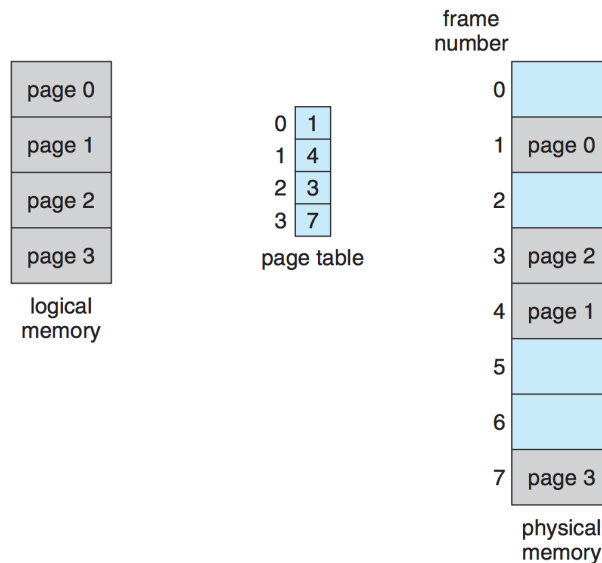 frame
number
page 0
page 1
page 2
page 3
logical
memory
0 1
1 4
2 3
3 7
page table
0
1 page 0
2
3 page 2
4 page 1
5
6
7 page 3
physical
memory